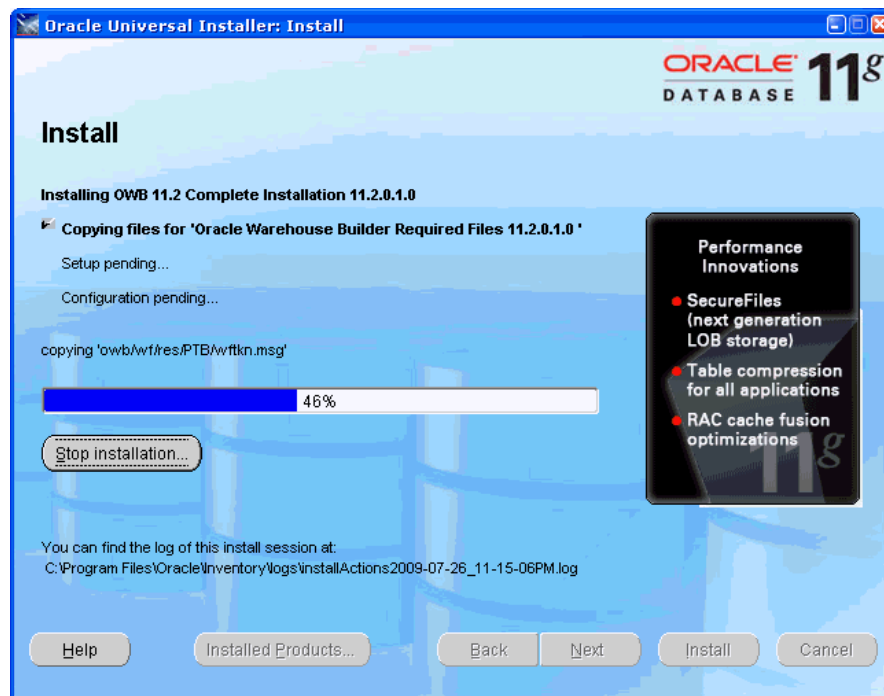 Oracle Universal Installer: Install
ORACLE
DATABASE
11g
Install
Installing OWB 11.2 Complete Installation 11.2.0.1.0
Copying files for 'Oracle Warehouse Builder Required Files 11.2.0.1.0 '
Setup pending...
Configuration pending...
copying 'owb/wf/res/PTB/wftkn.msg'
46%
Stop installation...
Performance
Innovations
SecureFiles
(next generation
LOB storage)
Table compression
for all applications
RAC cache fusion
optimizations
11g
You can find the log of this install session at:
C:\Program Files\Oracle\Inventory\logs\installActions2009-07-26_11-15-06PM.log
Help
Installed Products...
Back
Next
Install
Cancel